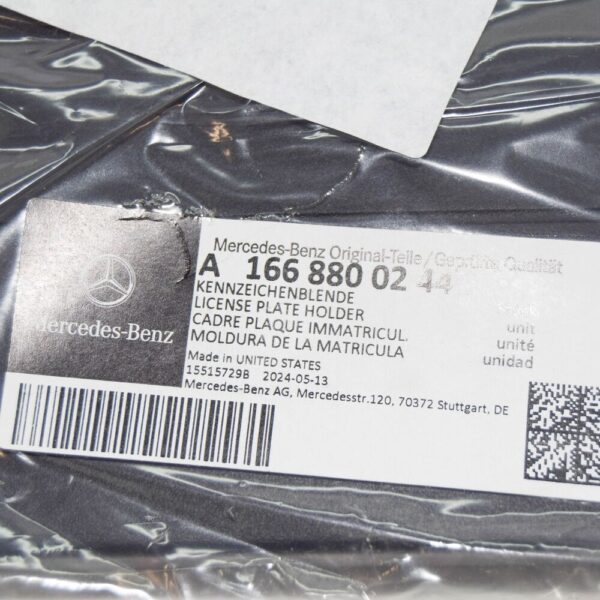 Mercedes-Benz Original-Teile/Geprüfte Qualität
A 166 880 02 44
KENNZEICHENBLENDE
LICENSE PLATE HOLDER
CADRE PLAQUE IMMATRICUL.
MOLDURA DE LA MATRICULA
unit
unité
unidad
Mercedes-Benz
Made in UNITED STATES
15515729B 2024-05-13
Mercedes-Benz AG, Mercedesstr.120, 70372 Stuttgart, DE